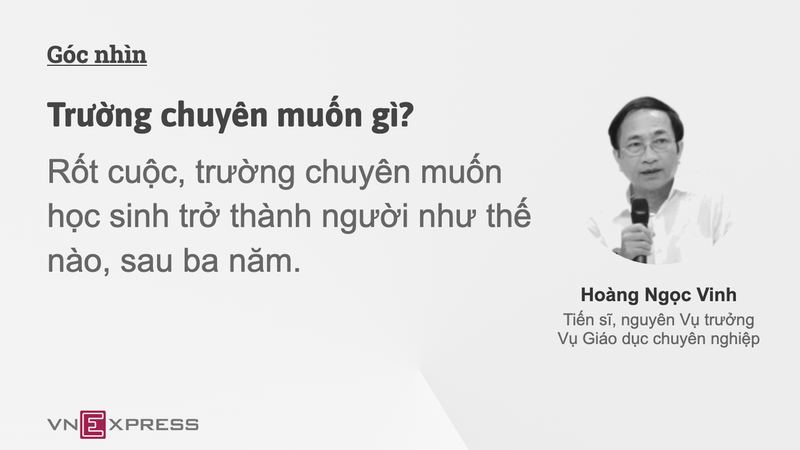 Góc nhìn
Trường chuyên muốn gì?
Rốt cuộc, trường chuyên muốn
học sinh trở thành người như thế
nào, sau ba năm.
Hoàng Ngọc Vinh
Tiến sĩ, nguyên Vụ trưởng
Vụ Giáo dục chuyên nghiệp
VNEXPRESS